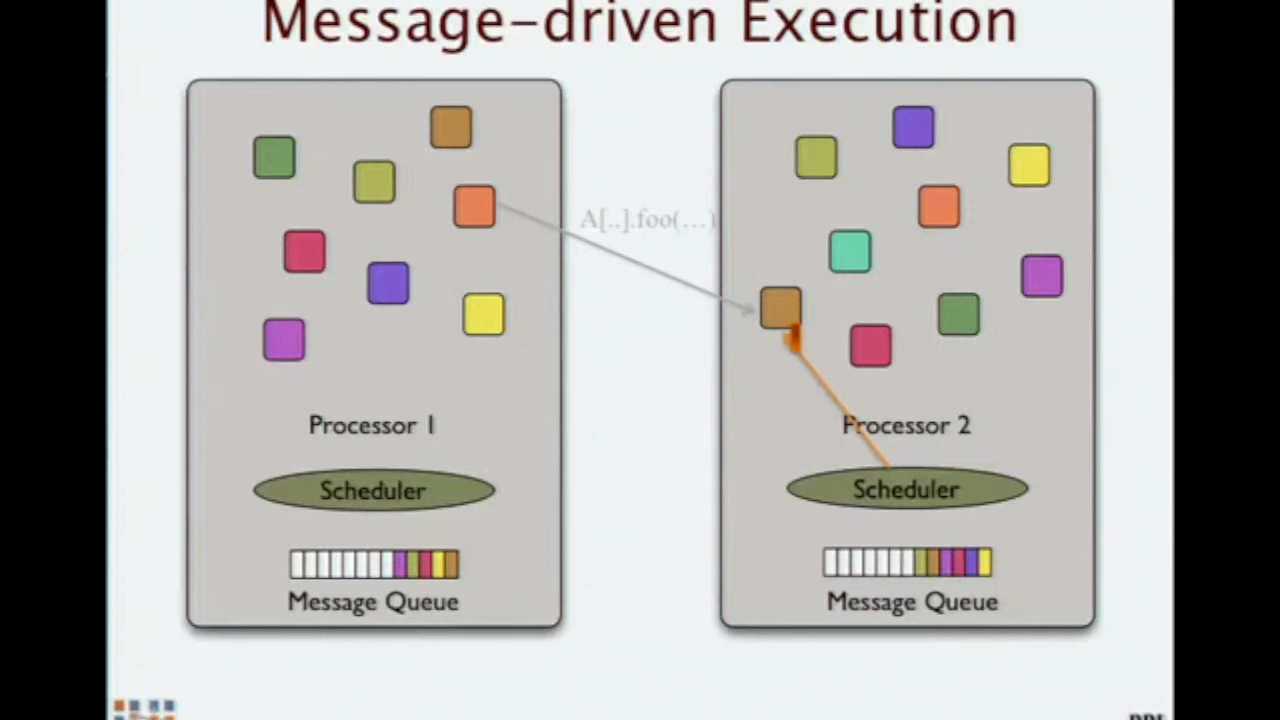 Message-driven Execution
A[..].foo(...)
Processor 1
Processor 2
Scheduler
Scheduler
Message Queue
Message Queue